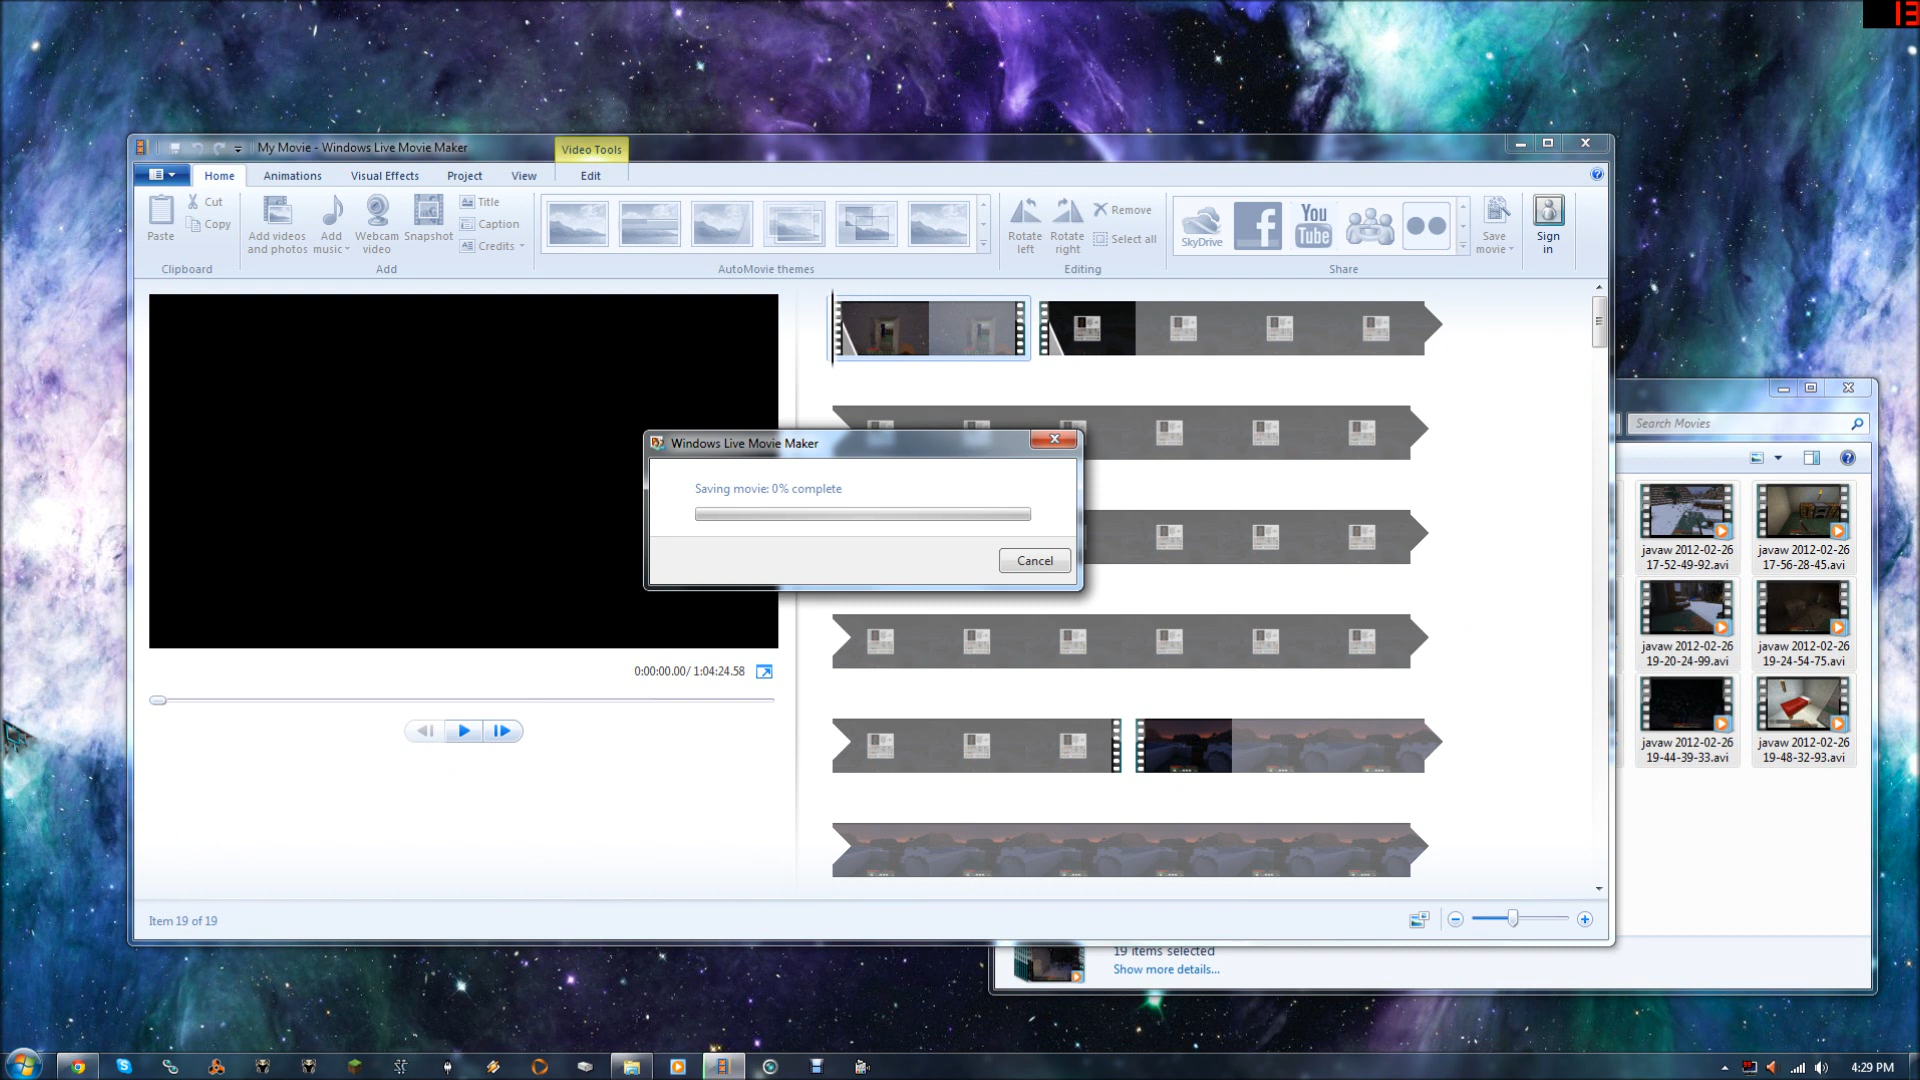 13
My Movie - Windows Live Movie Maker
Video Tools
Home
Animations
Visual Effects
Project
View
Edit
Paste
Cut
Copy
Clipboard
Add videos
and photos
Add
music
Webcam
video
Snapshot
Title
Caption
Credits
Add
AutoMovie themes
Rotate
left
Rotate
right
Remove
Select all
Editing
SkyDrive
f
You
Tube
Share
Save
movie
Sign
in
Windows Live Movie Maker
Saving movie: 0% complete
Cancel
0:00:00.00/ 1:04:24.58
Item 19 of 19
Search Movies
javaw 2012-02-26
17-52-49-92.avi
javaw 2012-02-26
17-56-28-45.avi
javaw 2012-02-26
19-20-24-99.avi
javaw 2012-02-26
19-24-54-75.avi
javaw 2012-02-26
19-44-39-33.avi
javaw 2012-02-26
19-48-32-93.avi
19 items selected
Show more details...
4:29 PM